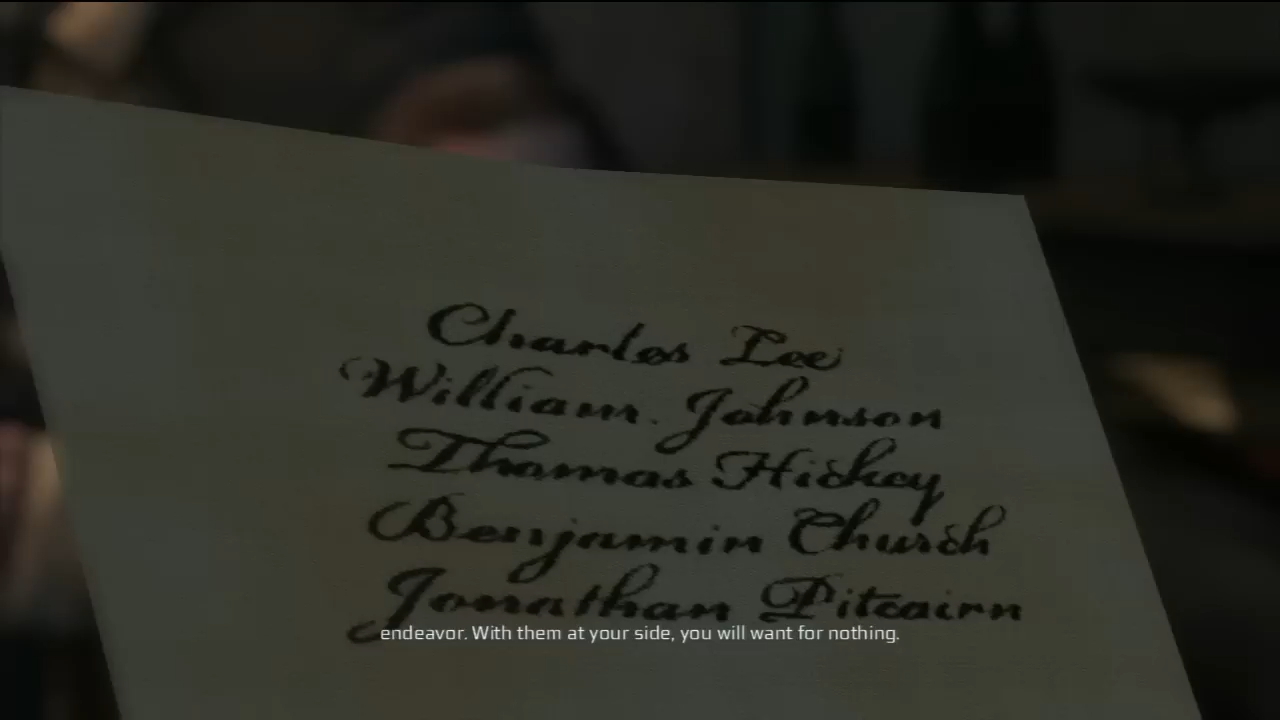 Charles Lee
William. Johnson
Thomas Hickey
Benjamin Church
Jonathan Pitcairn
endeavor. With them at your side, you will want for nothing.